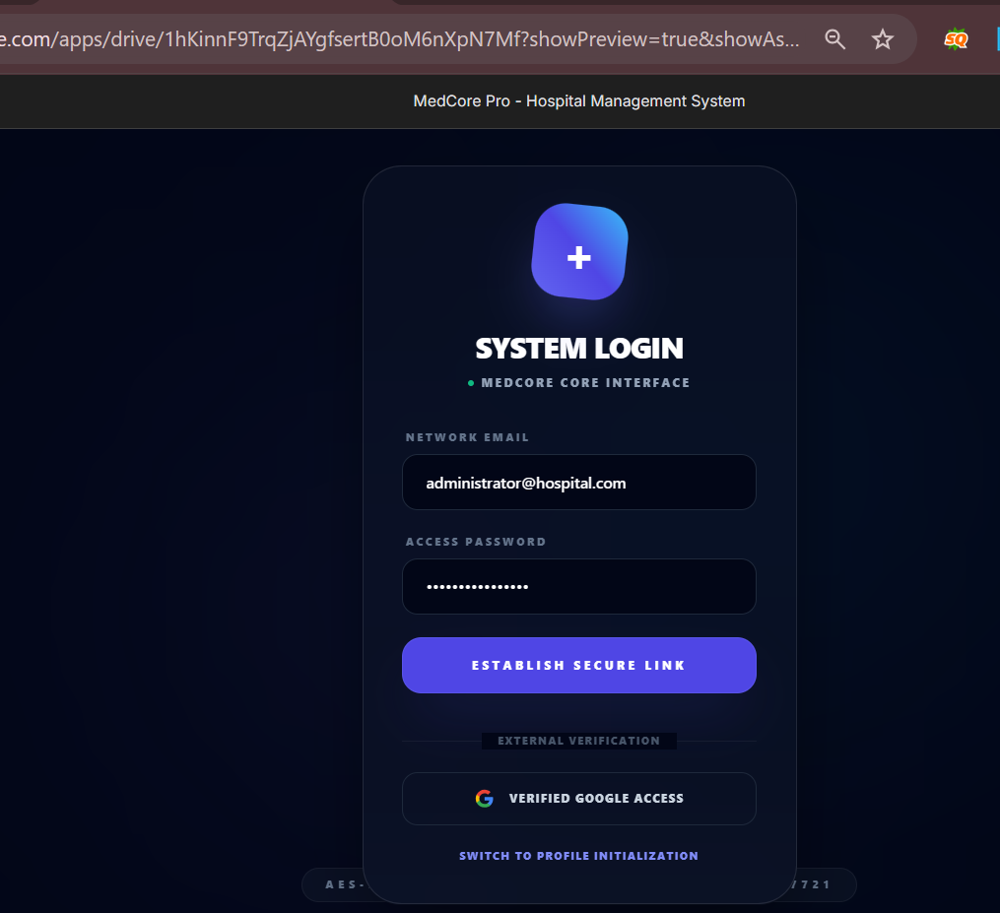 e.com/apps/drive/1hKinnF9TrqZjAYgfsertB0oM6nXpN7Mf?showPreview=true&showAs...
SQ
MedCore Pro - Hospital Management System
+
SYSTEM LOGIN
MEDCORE CORE INTERFACE
NETWORK EMAIL
administrator@hospital.com
ACCESS PASSWORD
••••••••••••••••
ESTABLISH SECURE LINK
EXTERNAL VERIFICATION
VERIFIED GOOGLE ACCESS
SWITCH TO PROFILE INITIALIZATION
AES- 7721